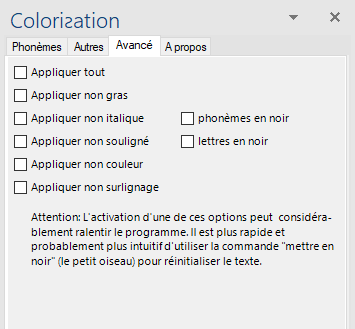 Colorization
Phonèmes Autres Avancé A propos
Appliquer tout
Appliquer non gras
Appliquer non italique phonèmes en noir
Appliquer non souligné lettres en noir
Appliquer non couleur
Appliquer non surlignage
Attention: L'activation d'une de ces options peut considéra-
blement ralentir le programme. Il est plus rapide et
probablement plus intuitif d'utiliser la commande "mettre en
noir" (le petit oiseau) pour réinitialiser le texte.